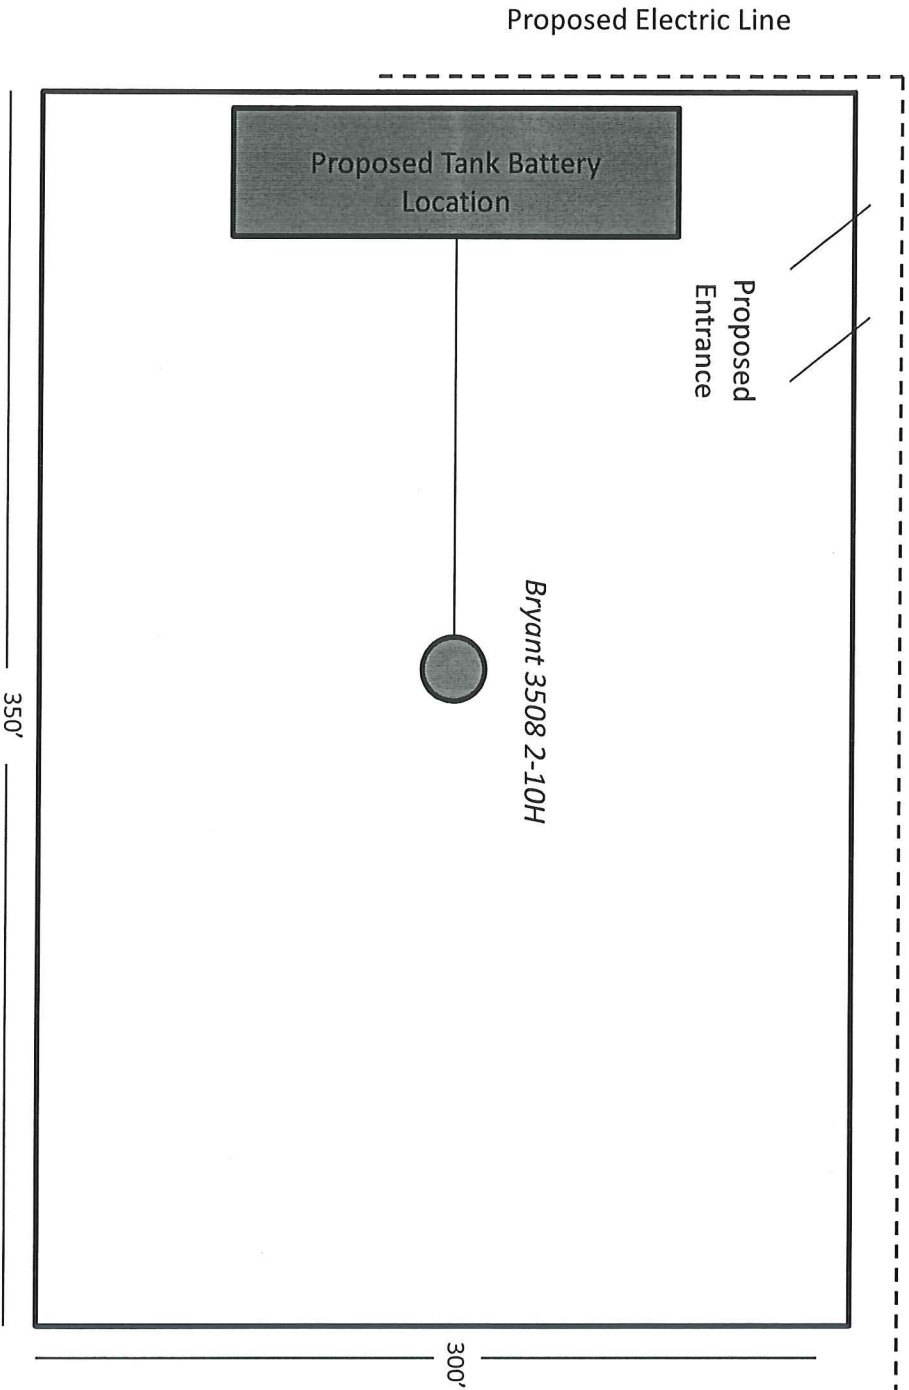 Proposed Electric Line
Proposed Tank Battery
Location
Proposed
Entrance
Bryant 3508 2-10H
350'
300'